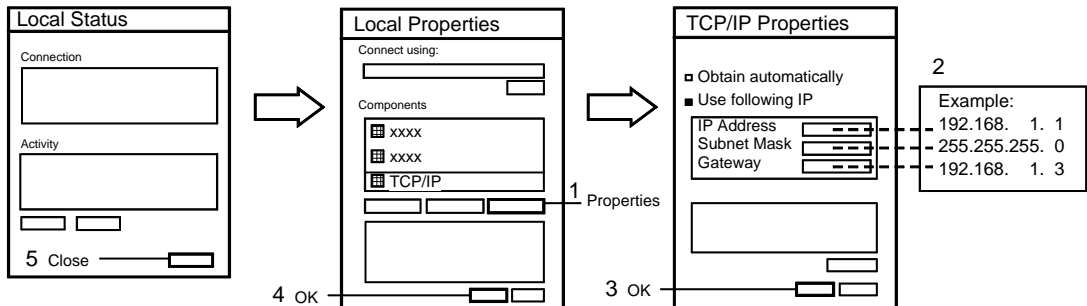 Local Status
Connection
Activity
5 Close
Local Properties
Connect using:
Components
xxxx
xxxx
TCP/IP
1 Properties
4 OK
TCP/IP Properties
Obtain automatically
Use following IP
IP Address
Subnet Mask
Gateway
3 OK
2
Example:
192.168. 1. 1
255.255.255. 0
192.168. 1. 3